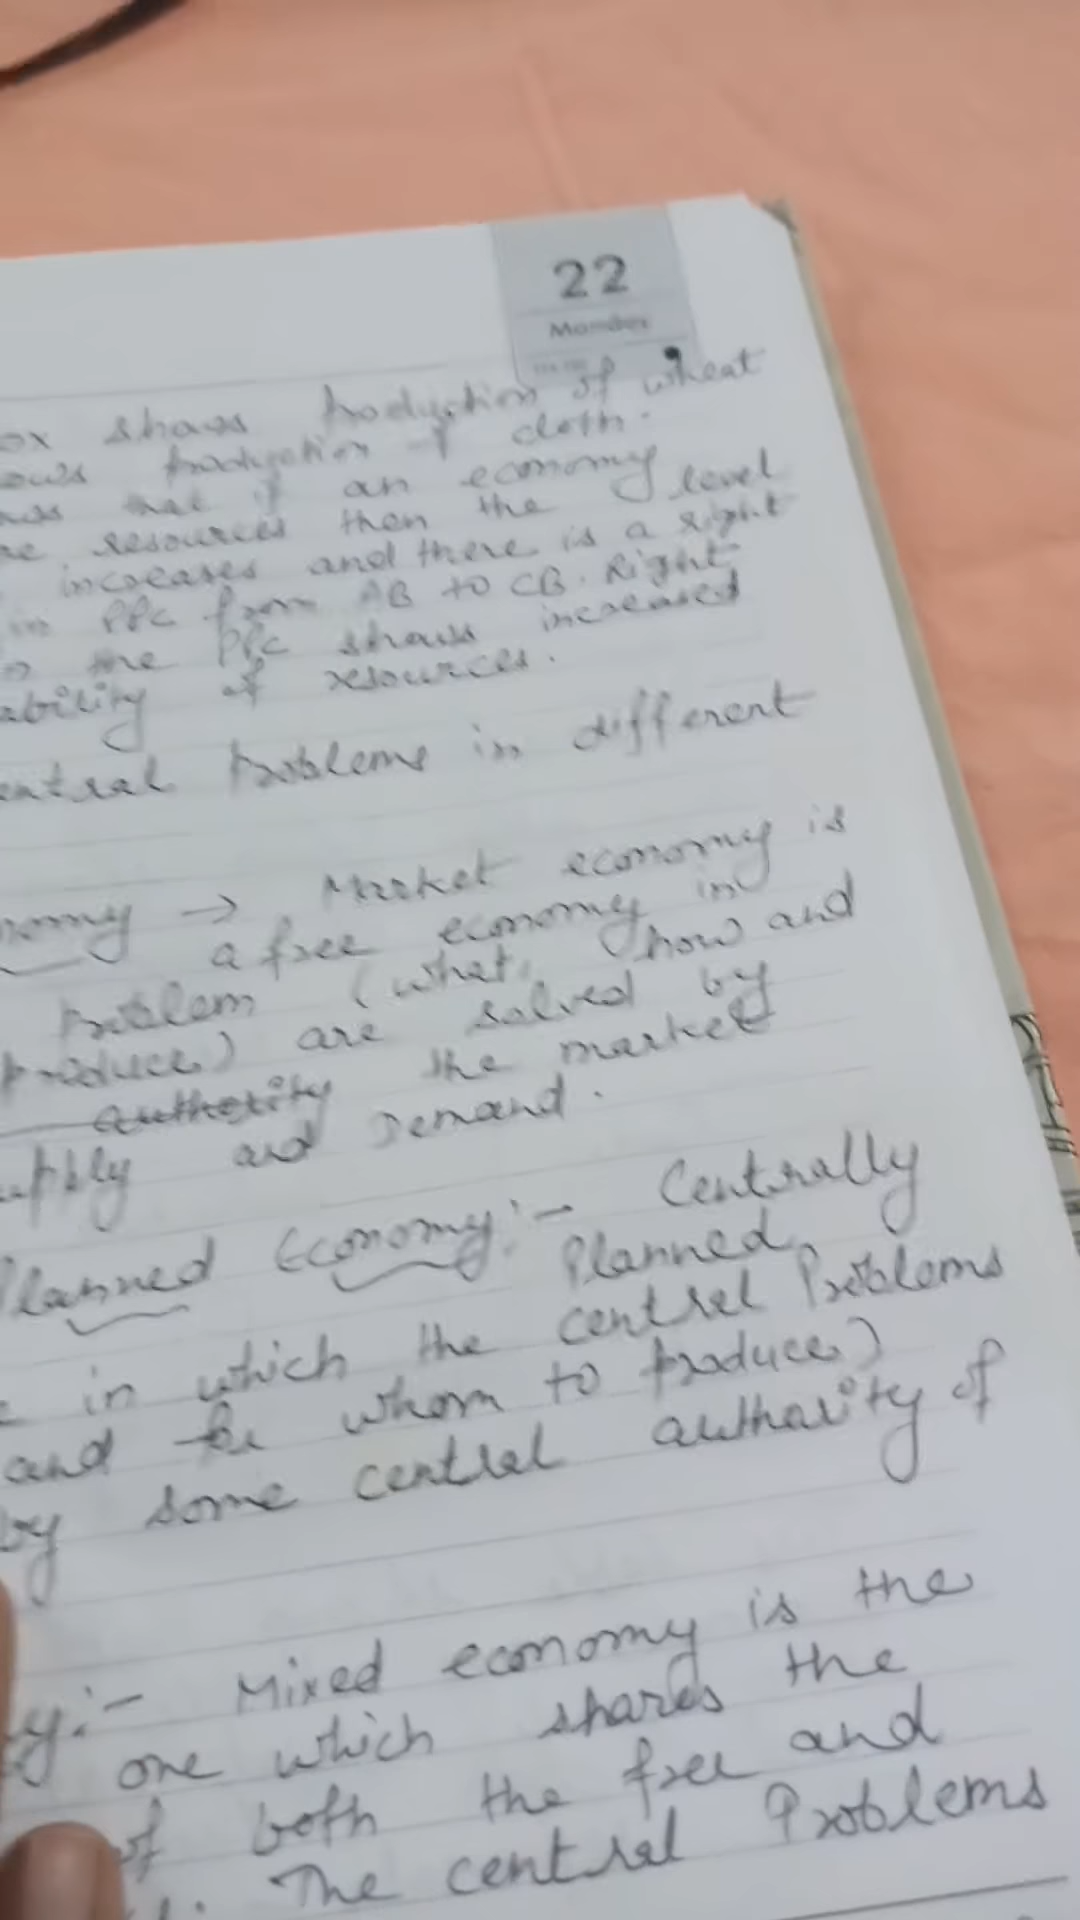 22
Monday
ox shows Production of wheat
ows Production of cloth.
that if an economy
resources then the level
increases and there is a right
in PPC from AB to CB. Right
the PPC shows increased
ability of resources.
entral Problems in different
nomy → Market economy is
a free economy in
Problem (what, how and
produce) are solved by
authority the market
and Demand.
Planned Economy:- Centrally
Planned
in which the central Problems
and for whom to produce)
by some central authority of
y:- Mixed economy is the
one which shares the
of both the free and
The central Problems